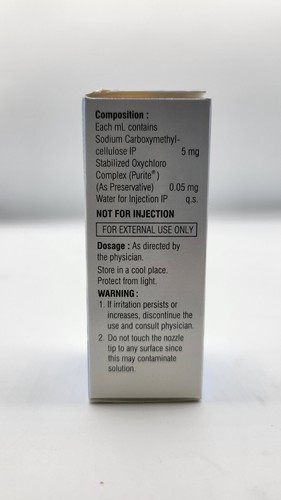 Composition :
Each mL contains
Sodium Carboxymethyl-
cellulose IP 5 mg
Stabilized Oxychloro
Complex (Purite®)
(As Preservative) 0.05 mg
Water for Injection IP q.s.
NOT FOR INJECTION
FOR EXTERNAL USE ONLY
Dosage : As directed by
the physician.
Store in a cool place.
Protect from light.
WARNING :
1. If irritation persists or
increases, discontinue the
use and consult physician.
2. Do not touch the nozzle
tip to any surface since
this may contaminate
solution.